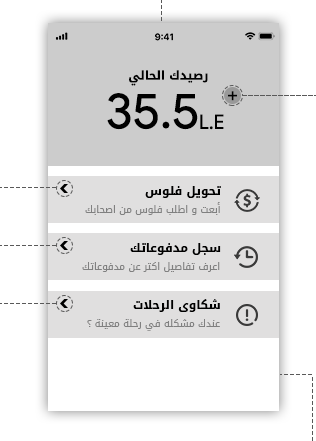 9:41
رصيدك الحالي
35.5 L.E
تحويل فلوس
أبعت و اطلب فلوس من اصحابك
سجل مدفوعاتك
اعرف تفاصيل اكتر عن مدفوعاتك
شكاوى الرحلات
عندك مشكله في رحلة معينة ؟